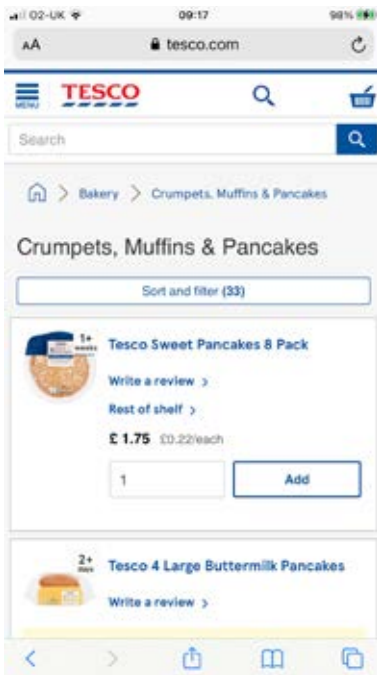 O2-UK 09:17 98%
AA tesco.com
MENU TESCO
Search
Bakery Crumpets, Muffins & Pancakes
Crumpets, Muffins & Pancakes
Sort and filter (33)
1+
weeks
Tesco Sweet Pancakes 8 Pack
Write a review >
Rest of shelf >
£ 1.75 £0.22/each
1 Add
2+
days
Tesco 4 Large Buttermilk Pancakes
Write a review >